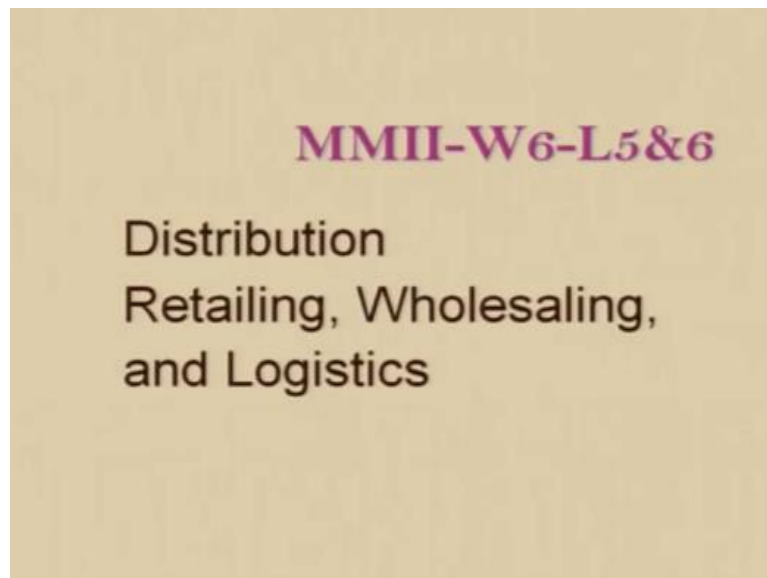 MMII-W6-L5&6
Distribution
Retailing, Wholesaling,
and Logistics